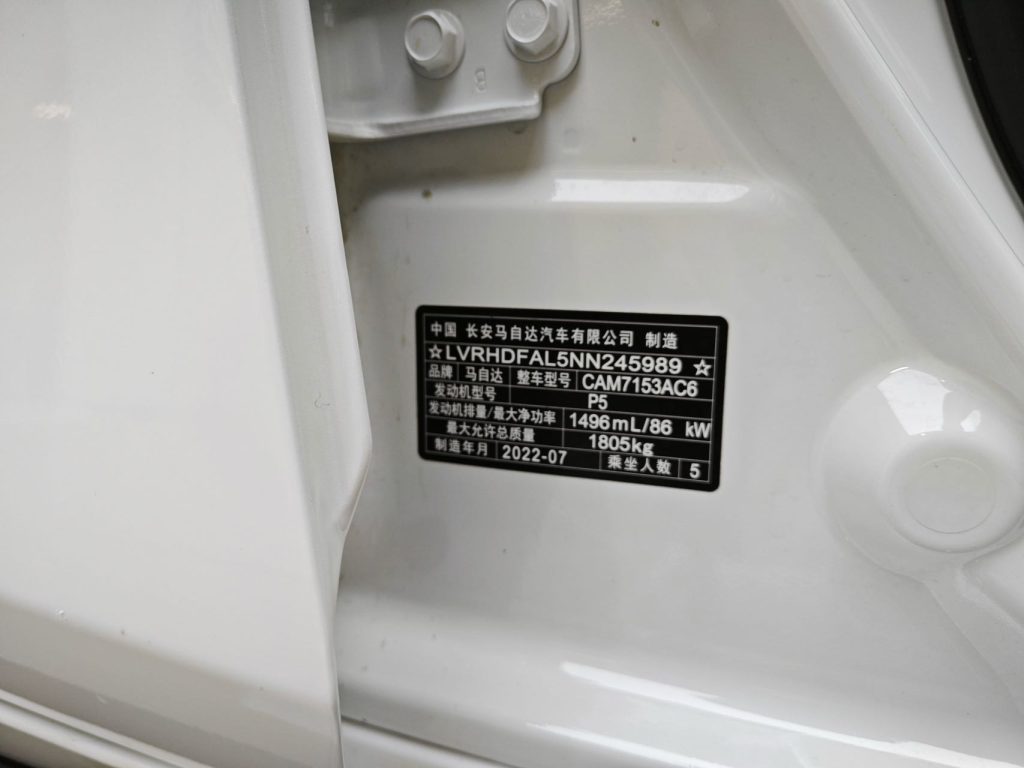 8
中国 长安马自达汽车有限公司 制造
☆LVRHDFAL5NN245989☆
品牌 马自达 整车型号 CAM7153AC6
发动机型号 P5
发动机排量/最大净功率 1496mL/86 kW
最大允许总质量 1805kg
制造年月 2022-07 乘坐人数 5